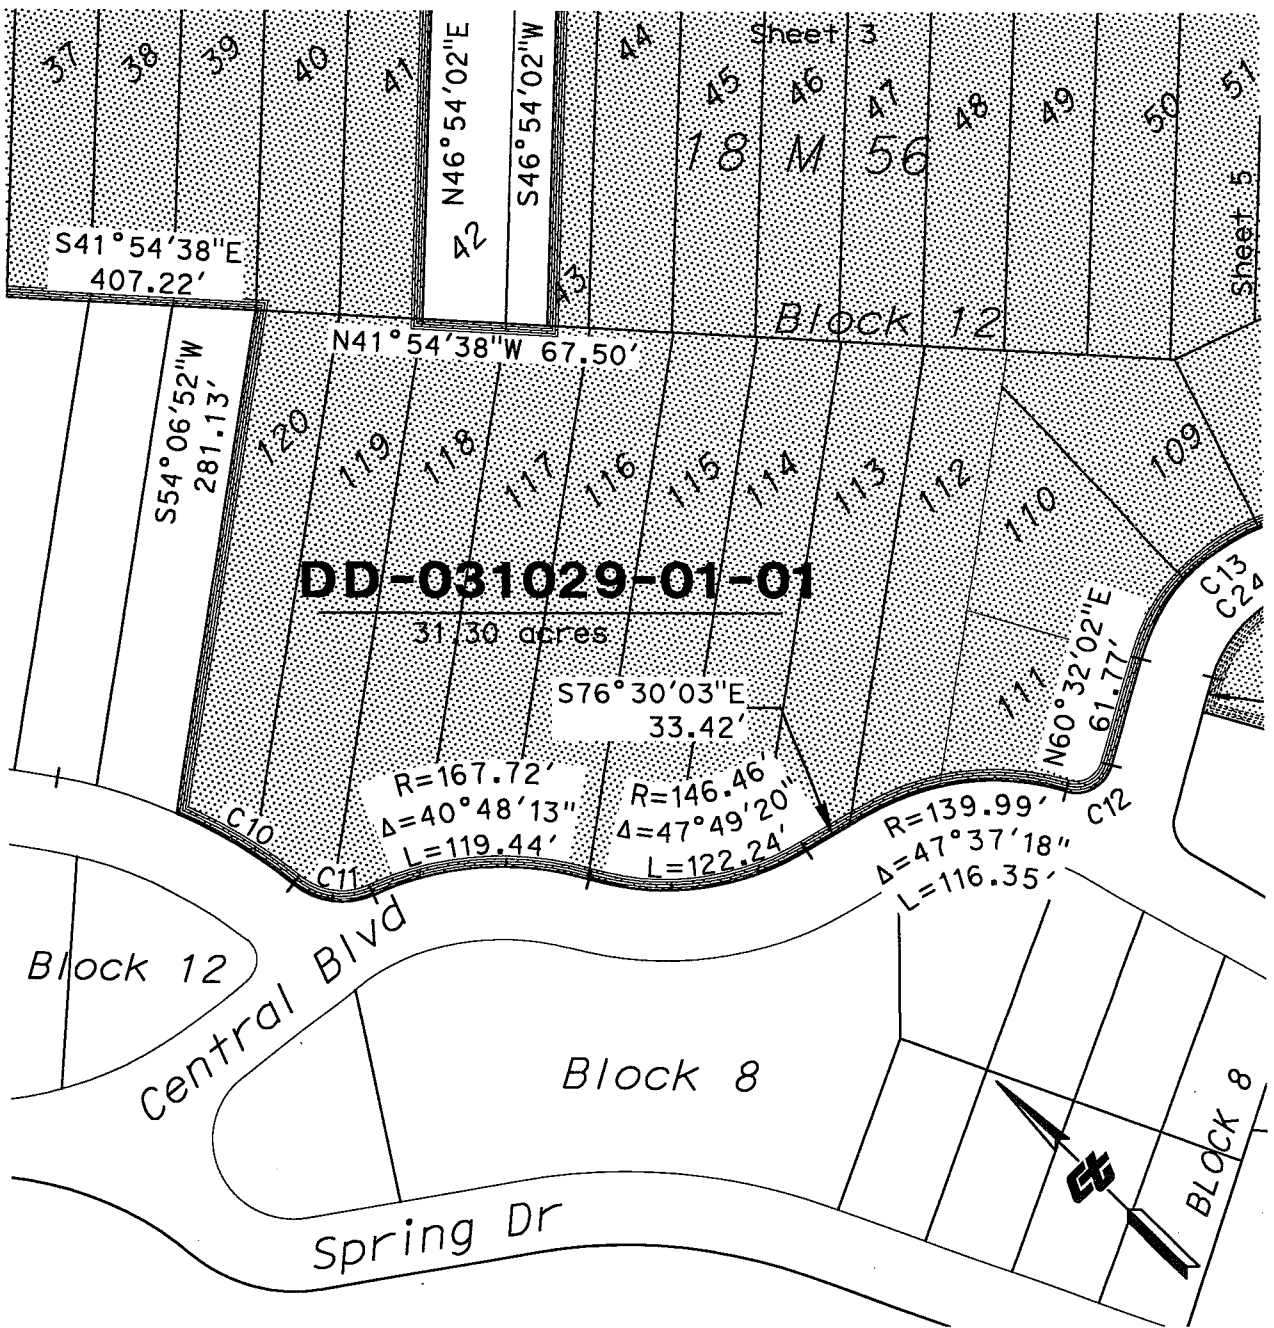 37
38
39
40
41
N46°54'02"E
S46°54'02"W
42
43
44
Sheet 3
45
46
47
48
49
50
51
18 M 56
Sheet 5
S41°54'38"E
407.22'
N41°54'38"W 67.50'
Block 12
S54°06'52"W
281.13'
120
119
118
117
116
115
114
113
112
110
109
111
DD-031029-01-01
31.30 acres
S76°30'03"E
33.42'
N60°32'02"E
61.77'
C13
C24
C12
C10
C11
R=167.72'
Δ=40°48'13"
L=119.44'
R=146.46'
Δ=47°49'20"
L=122.24'
R=139.99'
Δ=47°37'18"
L=116.35'
Block 12
Central Blvd
Block 8
Spring Dr
BLOCK 8
ct